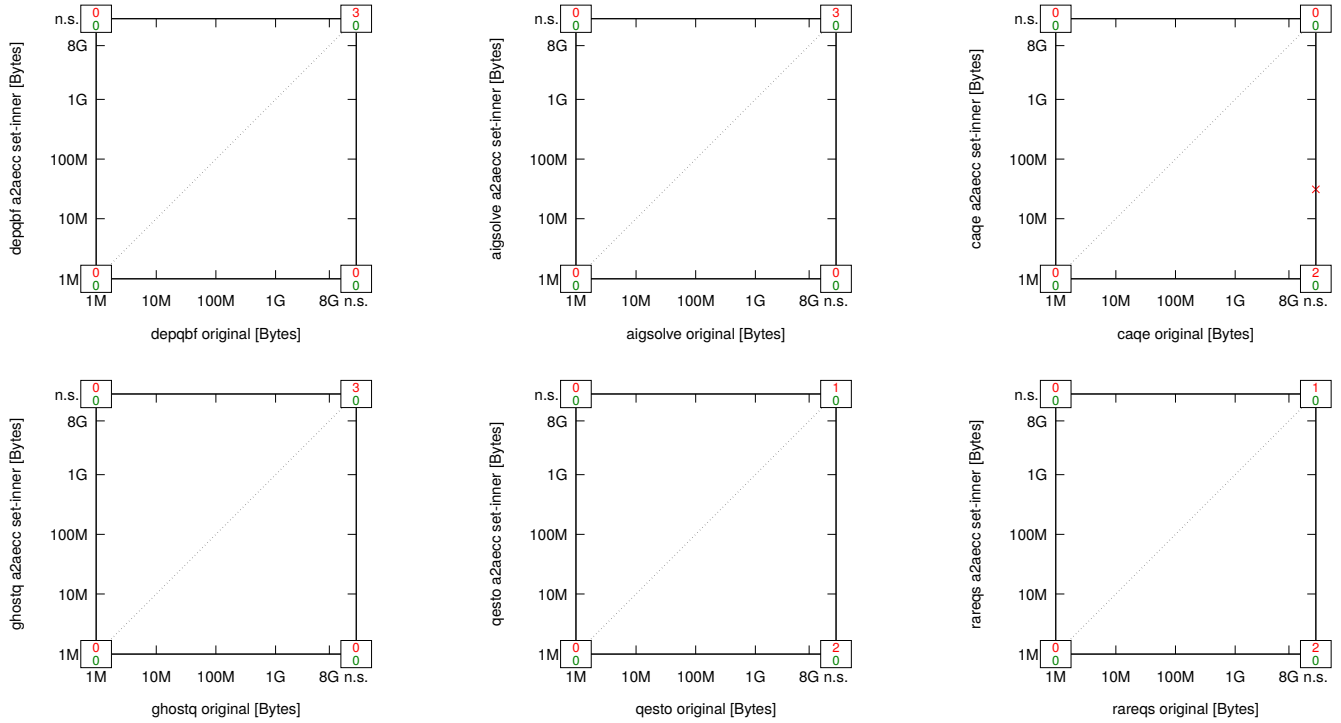 n.s. 0 3
0 0
8G
1G
100M
10M
1M 0 0
0 0
1M 10M 100M 1G 8G n.s.
depqbf a2aecc set-inner [Bytes]
depqbf original [Bytes]
n.s. 0 3
0 0
8G
1G
100M
10M
1M 0 0
0 0
1M 10M 100M 1G 8G n.s.
aigsolve a2aecc set-inner [Bytes]
aigsolve original [Bytes]
n.s. 0 0
0 0
8G
1G
100M
10M
1M 0 2
0 0
1M 10M 100M 1G 8G n.s.
caqe a2aecc set-inner [Bytes]
caqe original [Bytes]
n.s. 0 3
0 0
8G
1G
100M
10M
1M 0 0
0 0
1M 10M 100M 1G 8G n.s.
ghostq a2aecc set-inner [Bytes]
ghostq original [Bytes]
n.s. 0 1
0 0
8G
1G
100M
10M
1M 0 2
0 0
1M 10M 100M 1G 8G n.s.
qesto a2aecc set-inner [Bytes]
qesto original [Bytes]
n.s. 0 1
0 0
8G
1G
100M
10M
1M 0 2
0 0
1M 10M 100M 1G 8G n.s.
rareqs a2aecc set-inner [Bytes]
rareqs original [Bytes]